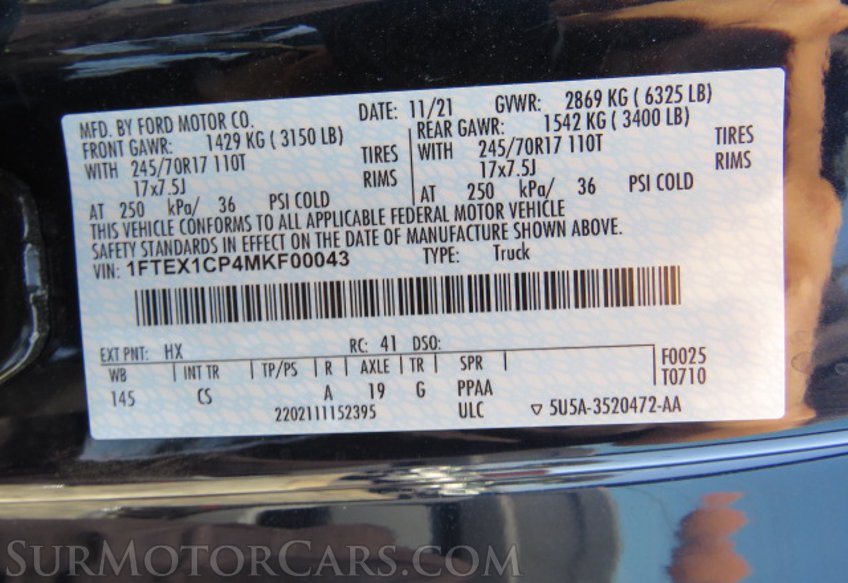 MFD. BY FORD MOTOR CO. DATE: 11/21 GVWR: 2869 KG ( 6325 LB)
FRONT GAWR: 1429 KG ( 3150 LB) REAR GAWR: 1542 KG ( 3400 LB)
WITH 245/70R17 110T TIRES WITH 245/70R17 110T TIRES
17x7.5J RIMS 17x7.5J RIMS
AT 250 kPa/ 36 PSI COLD AT 250 kPa/ 36 PSI COLD
THIS VEHICLE CONFORMS TO ALL APPLICABLE FEDERAL MOTOR VEHICLE
SAFETY STANDARDS IN EFFECT ON THE DATE OF MANUFACTURE SHOWN ABOVE.
VIN: 1FTEX1CP4MKF00043 TYPE: Truck
EXT PNT: HX RC: 41 DSO:
WB INT TR TP/PS R AXLE TR SPR F0025
145 CS A 19 G PPAA T0710
2202111152395 ULC ▽ 5U5A-3520472-AA
SurMotorCars.com